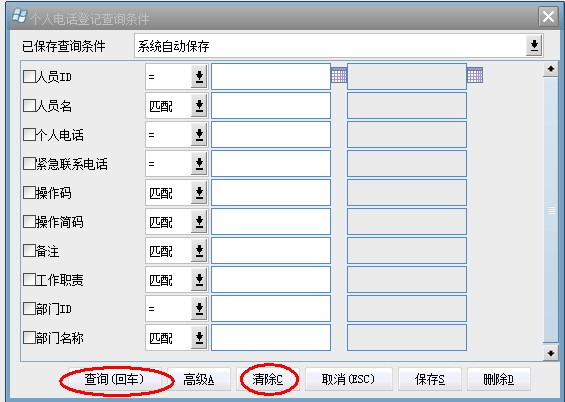 个人电话登记查询条件
已保存查询条件 系统自动保存
人员ID =
人员名 匹配
个人电话 =
紧急联系电话 =
操作码 匹配
操作简码 匹配
备注 匹配
工作职责 匹配
部门ID =
部门名称 匹配
查询(回车) 高级A 清除C 取消(ESC) 保存S 删除D